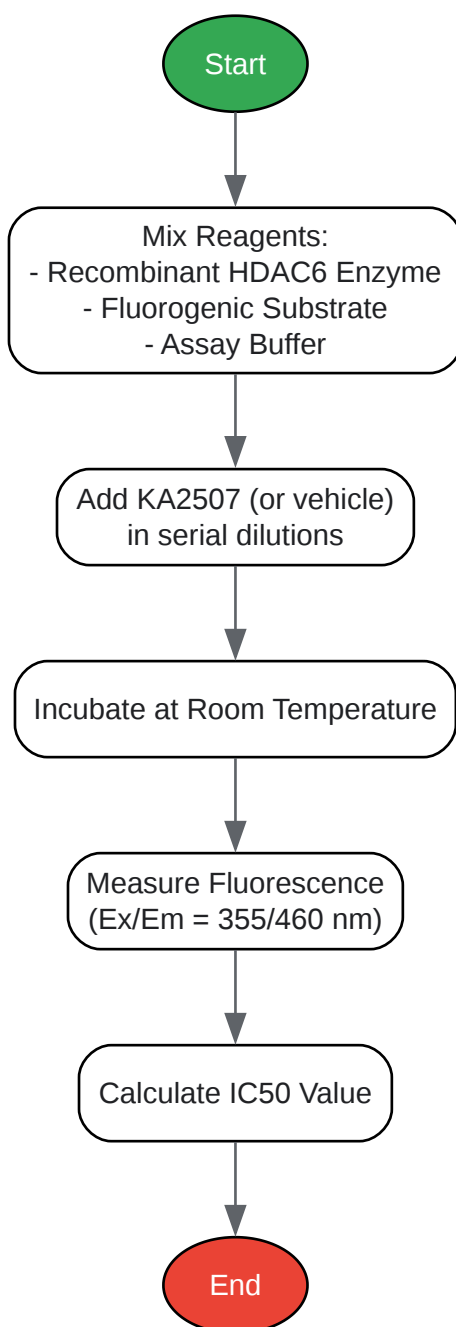 Start
Mix Reagents:
- Recombinant HDAC6 Enzyme
- Fluorogenic Substrate
- Assay Buffer
Add KA2507 (or vehicle)
in serial dilutions
Incubate at Room Temperature
Measure Fluorescence
(Ex/Em = 355/460 nm)
Calculate IC50 Value
End